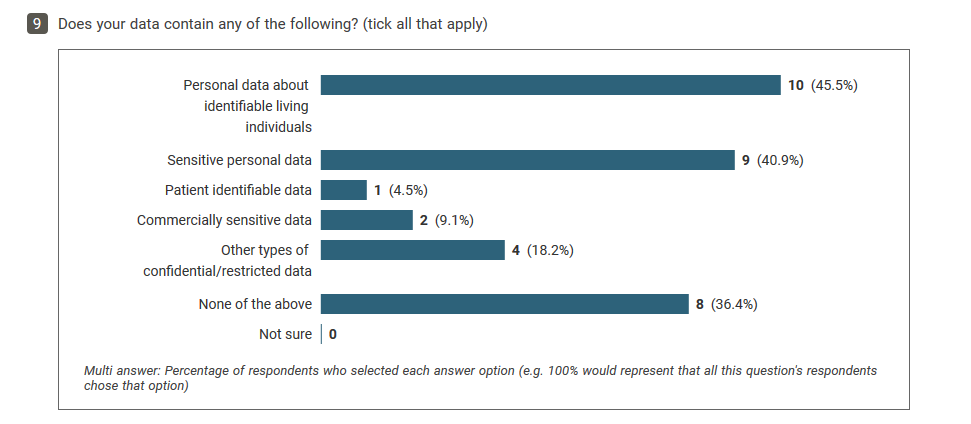 9 Does your data contain any of the following? (tick all that apply)
Personal data about
identifiable living
individuals
10 (45.5%)
Sensitive personal data 9 (40.9%)
Patient identifiable data 1 (4.5%)
Commercially sensitive data 2 (9.1%)
Other types of
confidential/restricted data
4 (18.2%)
None of the above 8 (36.4%)
Not sure 0
Multi answer: Percentage of respondents who selected each answer option (e.g. 100% would represent that all this question's respondents
chose that option)